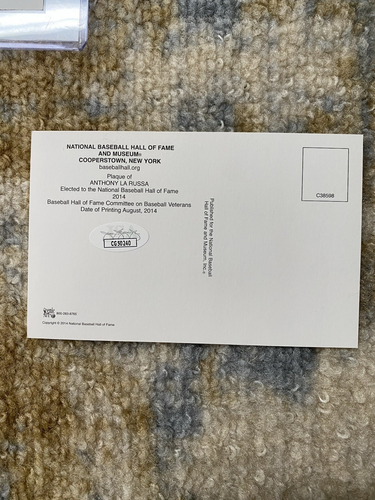 NATIONAL BASEBALL HALL OF FAME
AND MUSEUM®
COOPERSTOWN, NEW YORK
baseballhall.org
Plaque of
ANTHONY LA RUSSA
Elected to the National Baseball Hall of Fame
2014
Baseball Hall of Fame Committee on Baseball Veterans
Date of Printing August, 2014
CG50240
C38598
Published for the National Baseball
Hall of Fame and Museum, Inc.®
Copyright © 2014 National Baseball Hall of Fame